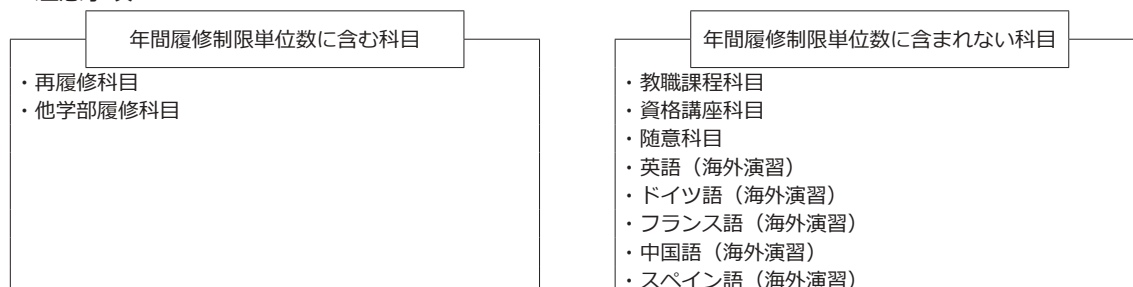 年間履修制限単位数に含む科目
・再履修科目
・他学部履修科目
年間履修制限単位数に含まれない科目
・教職課程科目
・資格講座科目
・随意科目
・英語（海外演習）
・ドイツ語（海外演習）
・フランス語（海外演習）
・中国語（海外演習）
・スペイン語（海外演習）